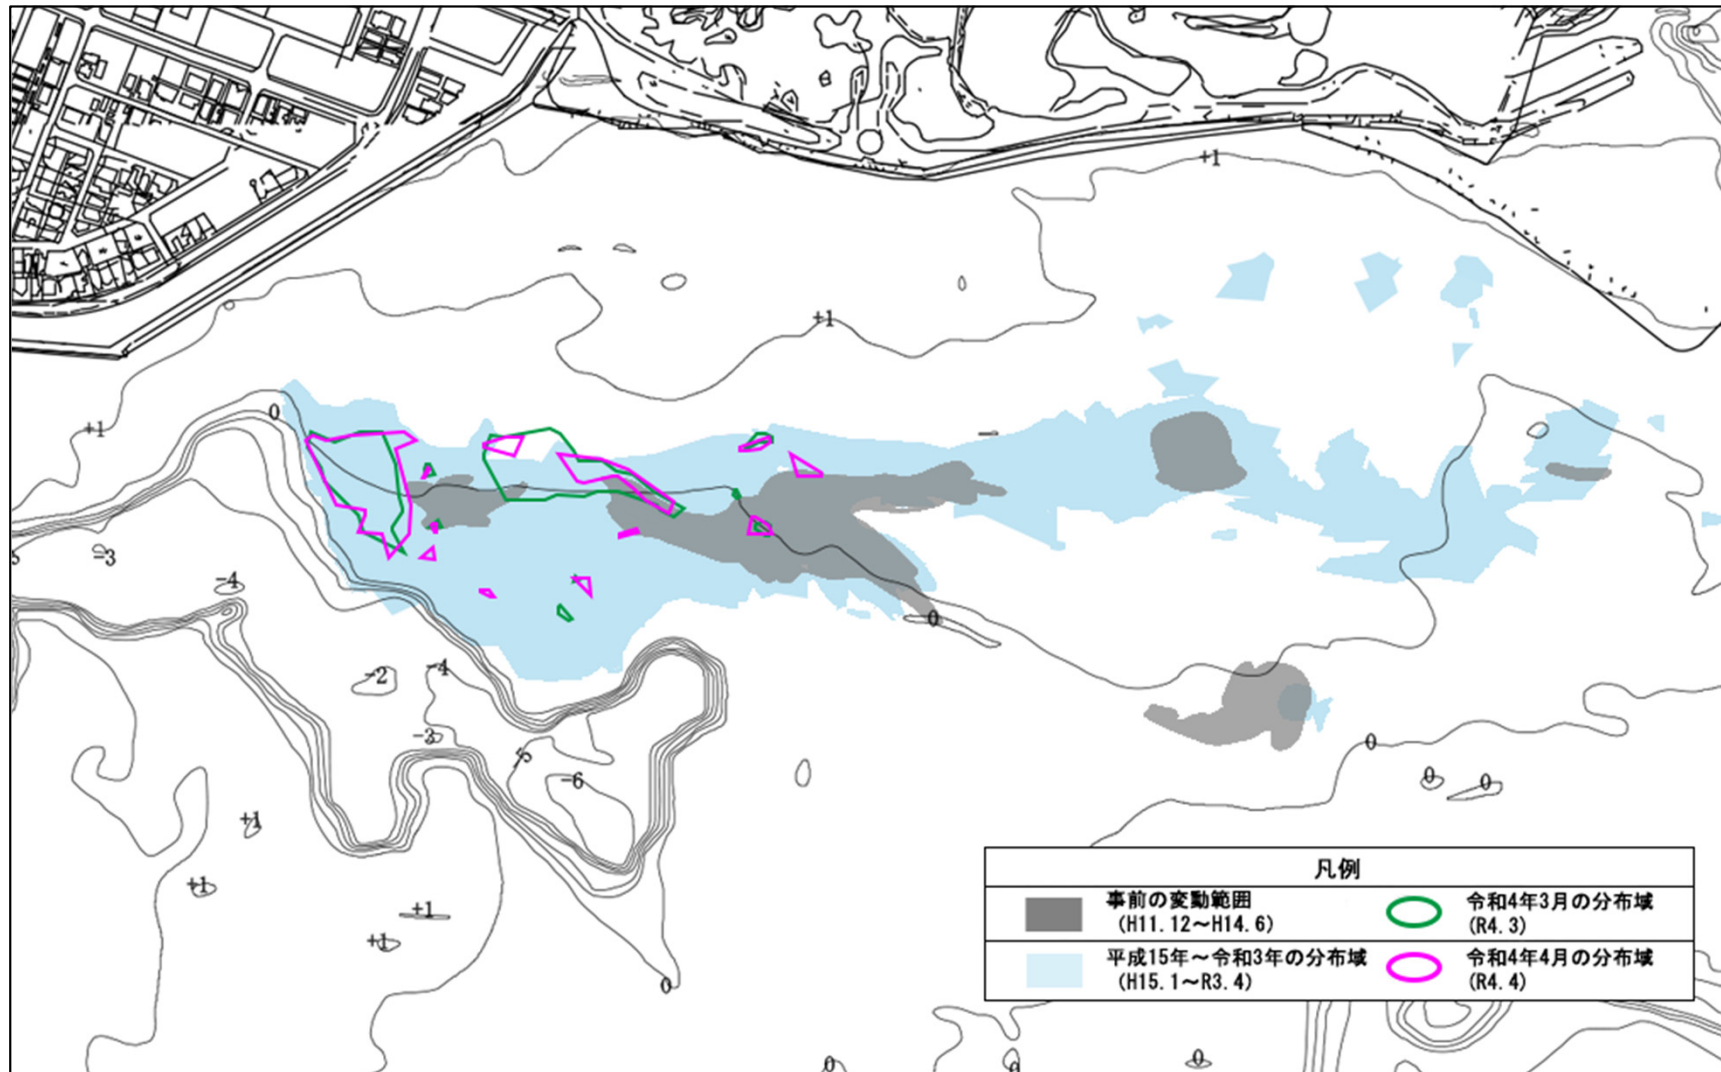 +1
+1
0
+1
-3
-4
0
-2
-4
-3
-5
-6
0
0
0
+1
+1
+1
+1
0
0
0
0
凡例
事前の変動範囲
(H11.12～H14.6)
令和4年3月の分布域
(R4.3)
平成15年～令和3年の分布域
(H15.1～R3.4)
令和4年4月の分布域
(R4.4)